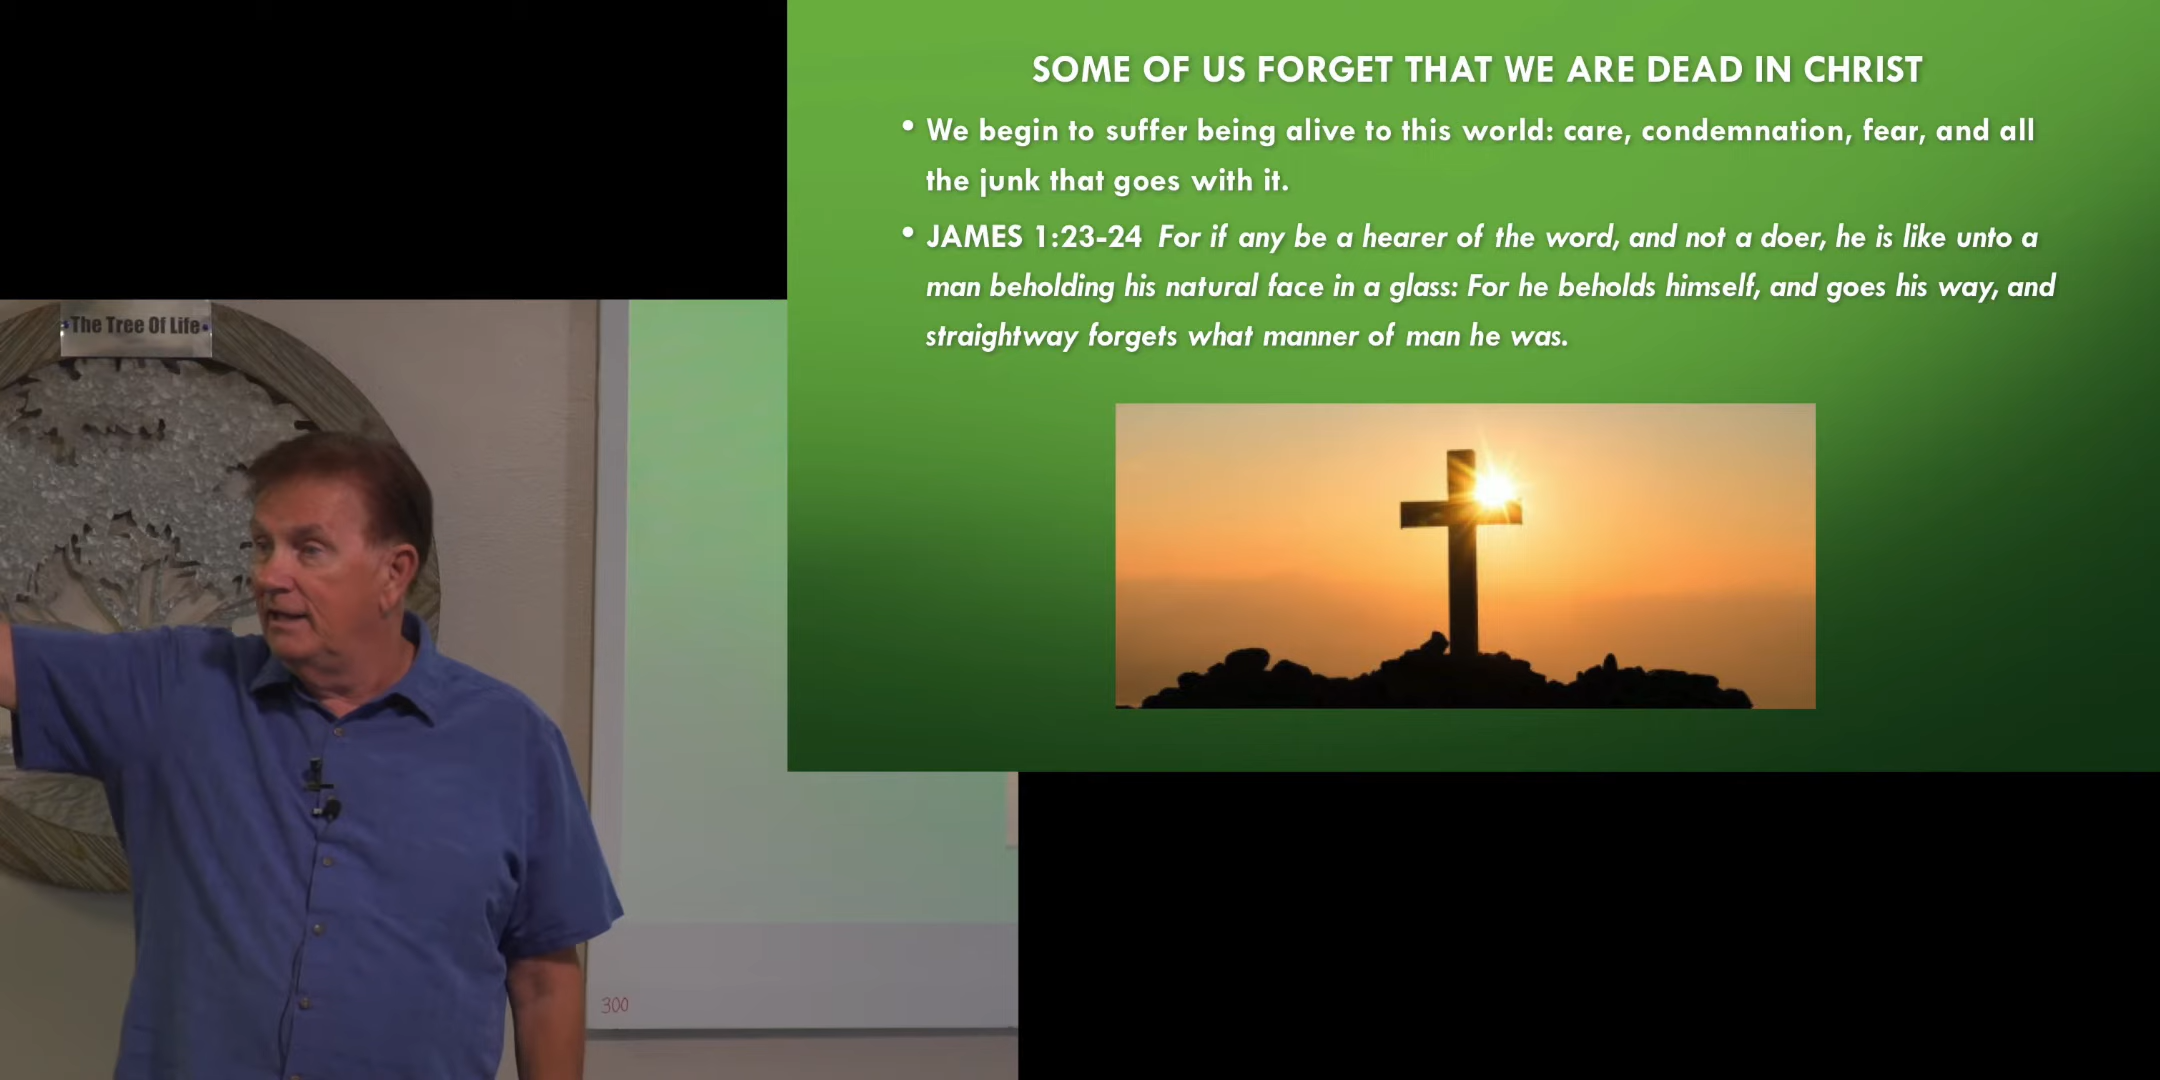 SOME OF US FORGET THAT WE ARE DEAD IN CHRIST
• We begin to suffer being alive to this world: care, condemnation, fear, and all
the junk that goes with it.
• JAMES 1:23-24 For if any be a hearer of the word, and not a doer, he is like unto a
man beholding his natural face in a glass: For he beholds himself, and goes his way, and
straightway forgets what manner of man he was.
The Tree Of Life
300